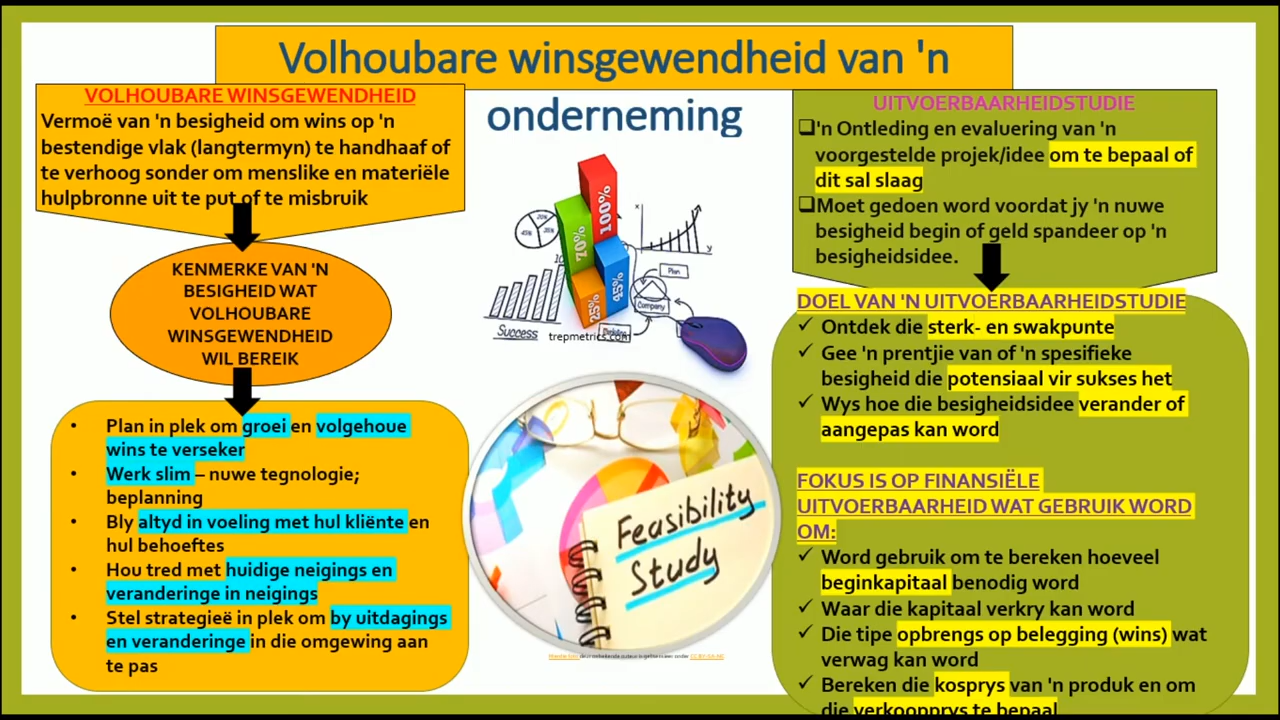 Volhoubare winsgewendheid van 'n
onderneming
VOLHOUBARE WINSGEWENDHEID
Vermoë van 'n besigheid om wins op 'n
bestendige vlak (langtermyn) te handhaaf of
te verhoog sonder om menslike en materiële
hulpbronne uit te put of te misbruik
KENMERKE VAN 'N
BESIGHEID WAT
VOLHOUBARE
WINSGEWENDHEID
WIL BEREIK
• Plan in plek om groei en volgehoue
wins te verseker
• Werk slim – nuwe tegnologie;
beplanning
• Bly altyd in voeling met hul kliënte en
hul behoeftes
• Hou tred met huidige neigings en
veranderinge in neigings
• Stel strategieë in plek om by uitdagings
en veranderinge in die omgewing aan
te pas
100%
70%
45%
25%
20%
45%
35%
X
Y
Plan
Company
Success
trepmetrics.com
Feasibility
Study
UITVOERBAARHEIDSTUDIE
❑'n Ontleding en evaluering van 'n
voorgestelde projek/idee om te bepaal of
dit sal slaag
❑Moet gedoen word voordat jy 'n nuwe
besigheid begin of geld spandeer op 'n
besigheidsidee.
DOEL VAN 'N UITVOERBAARHEIDSTUDIE
✓ Ontdek die sterk- en swakpunte
✓ Gee 'n prentjie van of 'n spesifieke
besigheid die potensiaal vir sukses het
✓ Wys hoe die besigheidsidee verander of
aangepas kan word
FOKUS IS OP FINANSIËLE
UITVOERBAARHEID WAT GEBRUIK WORD
OM:
✓ Word gebruik om te bereken hoeveel
beginkapitaal benodig word
✓ Waar die kapitaal verkry kan word
✓ Die tipe opbrengs op belegging (wins) wat
verwag kan word
✓ Bereken die kosprys van 'n produk en om
die verkoopprys te bepaal